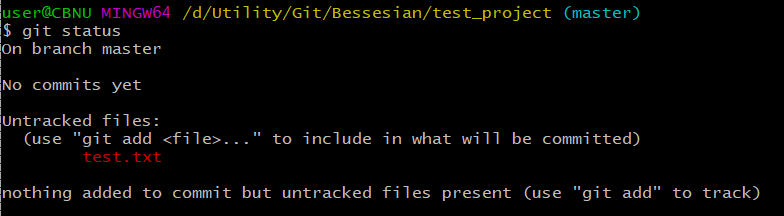 user@CBNU MINGW64 /d/Utility/Git/Bessesian/test_project (master)
$ git status
On branch master
No commits yet
Untracked files:
(use "git add <file>..." to include in what will be committed)
test.txt
nothing added to commit but untracked files present (use "git add" to track)